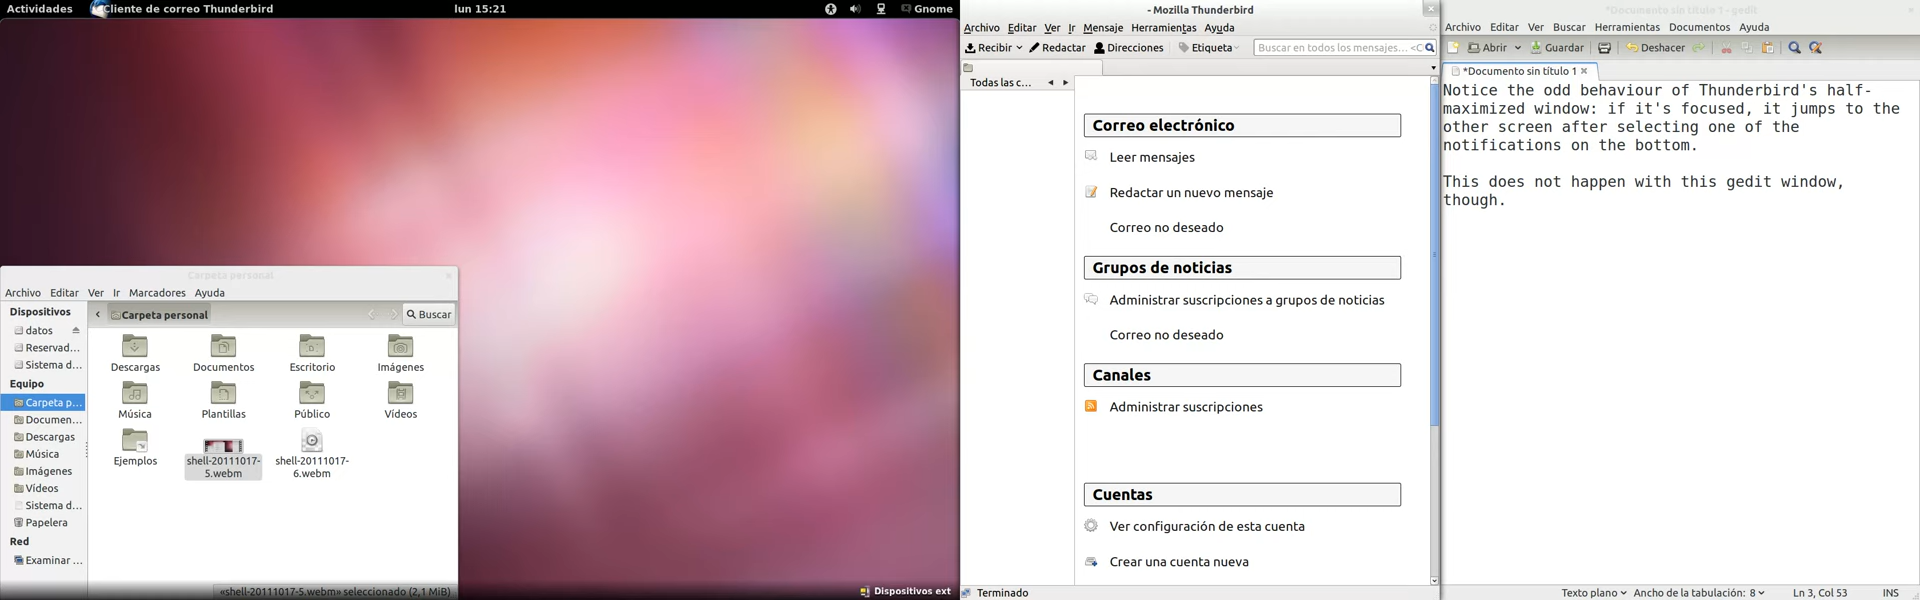 Actividades
Cliente de correo Thunderbird
lun 15:21
Gnome
Carpeta personal
Archivo Editar Ver Ir Marcadores Ayuda
Dispositivos
Carpeta personal
Buscar
datos
Reservad...
Sistema d...
Equipo
Carpeta p...
Documen...
Descargas
Música
Imágenes
Vídeos
Sistema d...
Papelera
Red
Examinar ...
Descargas
Documentos
Escritorio
Imágenes
Música
Plantillas
Público
Vídeos
Ejemplos
shell-20111017-
5.webm
shell-20111017-
6.webm
«shell-20111017-5.webm» seleccionado (2,1 MiB)
Dispositivos ext
- Mozilla Thunderbird
Archivo Editar Ver Ir Mensaje Herramientas Ayuda
Recibir Redactar Direcciones Etiqueta Buscar en todos los mensajes... <C
Todas las c...
Correo electrónico
Leer mensajes
Redactar un nuevo mensaje
Correo no deseado
Grupos de noticias
Administrar suscripciones a grupos de noticias
Correo no deseado
Canales
Administrar suscripciones
Cuentas
Ver configuración de esta cuenta
Crear una cuenta nueva
Terminado
*Documento sin título 1 - gedit
Archivo Editar Ver Buscar Herramientas Documentos Ayuda
Abrir Guardar Deshacer
*Documento sin título 1
Notice the odd behaviour of Thunderbird's half-
maximized window: if it's focused, it jumps to the
other screen after selecting one of the
notifications on the bottom.
This does not happen with this gedit window,
though.
Texto plano Ancho de la tabulación: 8 Ln 3, Col 53 INS